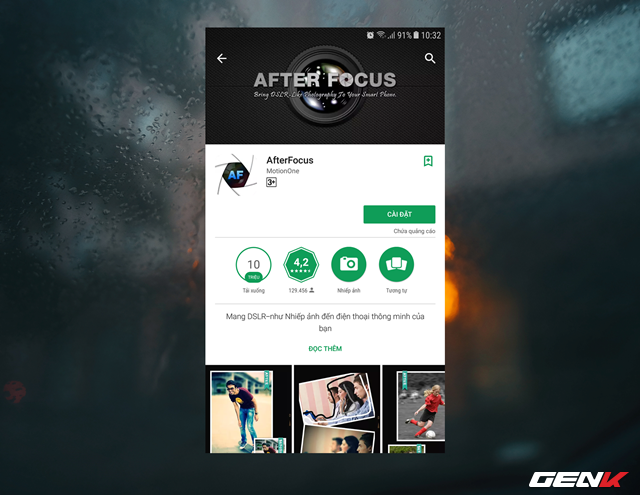 91% 10:32
AFTER FOCUS
Bring DSLR-Like Photography To Your Smart Phone.
AfterFocus
MotionOne
3+
AF
CÀI ĐẶT
Chứa quảng cáo
10
TRIỆU
4,2
Tải xuống
129.456
Nhiếp ảnh
Tương tự
Mang DSLR-như Nhiếp ảnh đến điện thoại thông minh của
bạn
ĐỌC THÊM
GENK